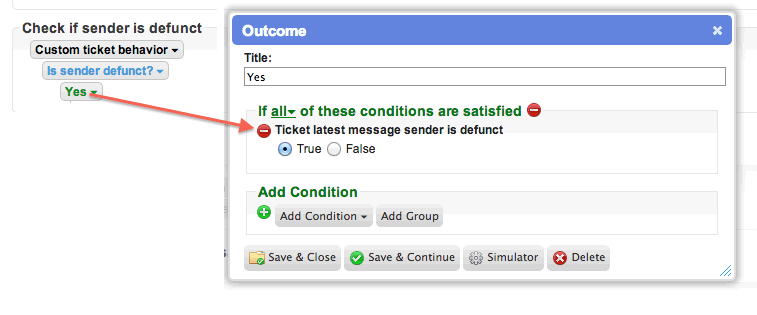 Check if sender is defunct
Custom ticket behavior
Is sender defunct?
Yes
Outcome
Title:
Yes
If all of these conditions are satisfied
Ticket latest message sender is defunct
True False
Add Condition
Add Condition Add Group
Save & Close Save & Continue Simulator Delete